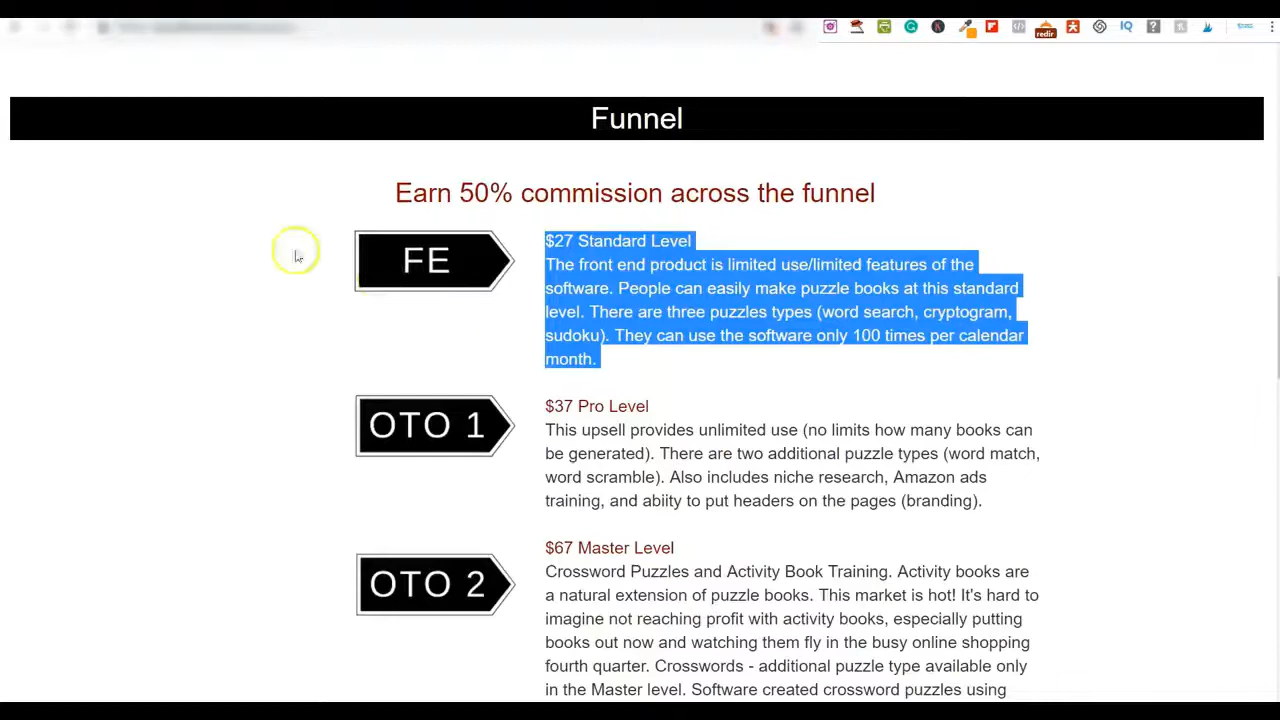 redir
IQ
Funnel
Earn 50% commission across the funnel
FE
$27 Standard Level
The front end product is limited use/limited features of the
software. People can easily make puzzle books at this standard
level. There are three puzzles types (word search, cryptogram,
sudoku). They can use the software only 100 times per calendar
month.
OTO 1
$37 Pro Level
This upsell provides unlimited use (no limits how many books can
be generated). There are two additional puzzle types (word match,
word scramble). Also includes niche research, Amazon ads
training, and abiity to put headers on the pages (branding).
OTO 2
$67 Master Level
Crossword Puzzles and Activity Book Training. Activity books are
a natural extension of puzzle books. This market is hot! It's hard to
imagine not reaching profit with activity books, especially putting
books out now and watching them fly in the busy online shopping
fourth quarter. Crosswords - additional puzzle type available only
in the Master level. Software created crossword puzzles using